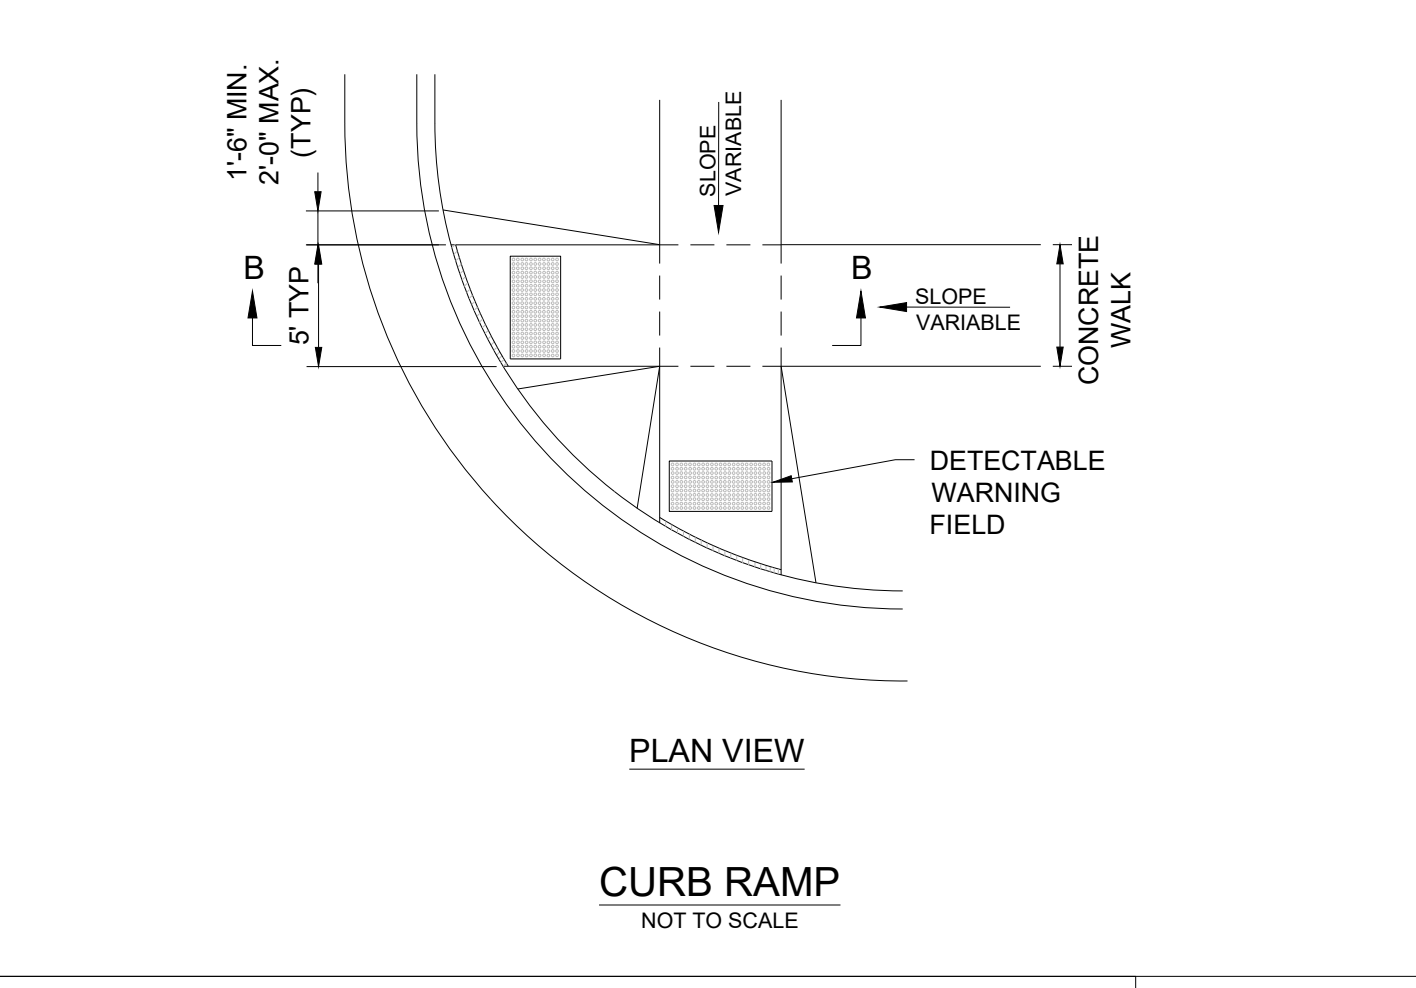 1'-6" MIN.
2'-0" MAX.
(TYP)
SLOPE
VARIABLE
B
5' TYP
B
SLOPE
VARIABLE
CONCRETE
WALK
DETECTABLE
WARNING
FIELD
PLAN VIEW
CURB RAMP
NOT TO SCALE